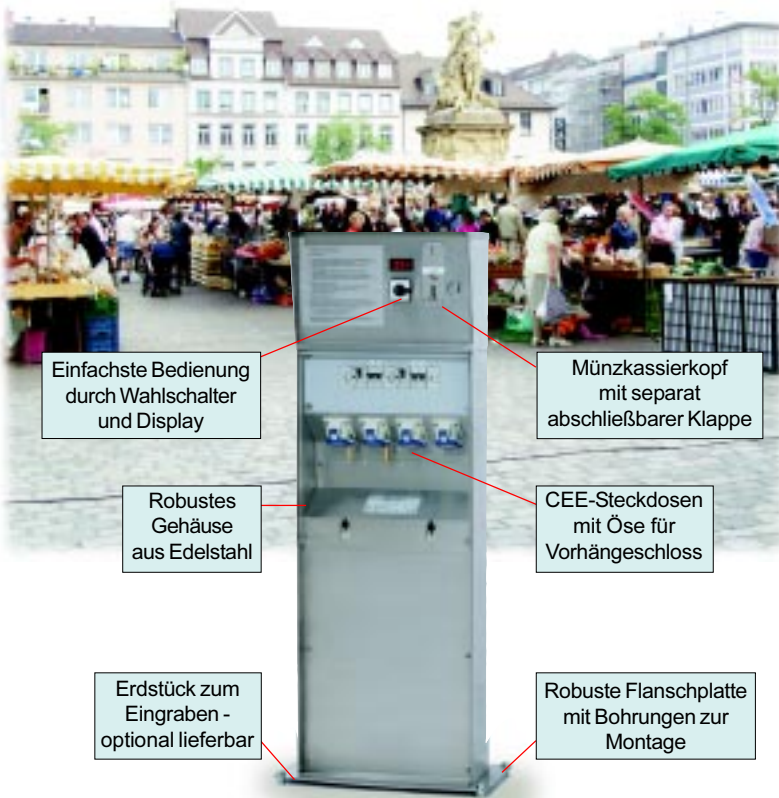 Einfachste Bedienung
durch Wahlschalter
und Display
Münzkassierkopf
mit separat
abschließbarer Klappe
Robustes
Gehäuse
aus Edelstahl
CEE-Steckdosen
mit Öse für
Vorhängeschloss
Erdstück zum
Eingraben -
optional lieferbar
Robuste Flanschplatte
mit Bohrungen zur
Montage